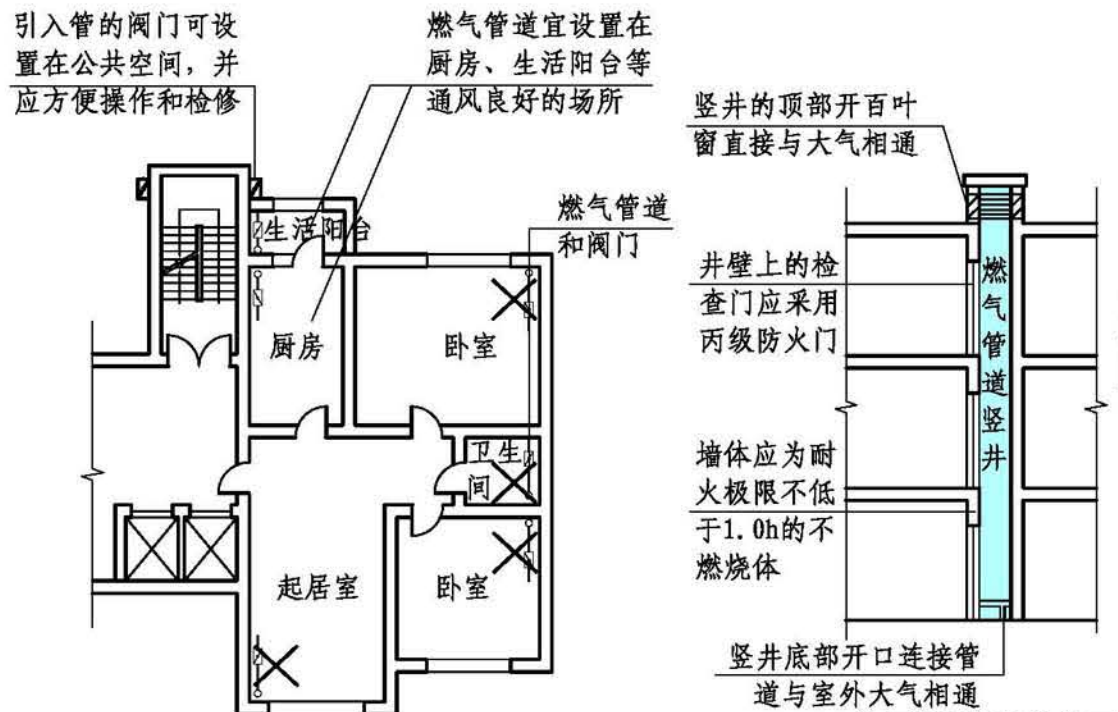 引入管的阀门可设
置在公共空间，并
应方便操作和检修
燃气管道宜设置在
厨房、生活阳台等
通风良好的场所
燃气管道
和阀门
生活阳台
厨房
卧室
卫生
间
起居室
卧室
竖井的顶部开百叶
窗直接与大气相通
井壁上的检
查门应采用
丙级防火门
燃气管道竖井
墙体应为耐
火极限不低
于1.0h的不
燃烧体
竖井底部开口连接管
道与室外大气相通